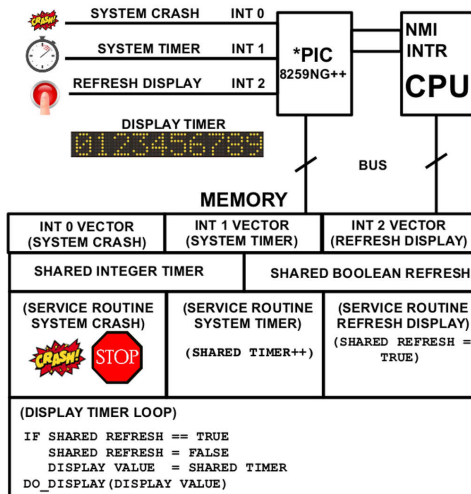 SYSTEM CRASH INT 0
SYSTEM TIMER INT 1
REFRESH DISPLAY INT 2
*PIC
8259NG++
NMI
INTR
CPU
DISPLAY TIMER
0123456789
BUS
MEMORY
INT 0 VECTOR
(SYSTEM CRASH)
INT 1 VECTOR
(SYSTEM TIMER)
INT 2 VECTOR
(REFRESH DISPLAY)
SHARED INTEGER TIMER
SHARED BOOLEAN REFRESH
(SERVICE ROUTINE
SYSTEM CRASH)
CRASH!
STOP
(SERVICE ROUTINE
SYSTEM TIMER)
(SHARED TIMER++)
(SERVICE ROUTINE
REFRESH DISPLAY)
(SHARED REFRESH =
TRUE)
(DISPLAY TIMER LOOP)
IF SHARED REFRESH == TRUE
SHARED REFRESH = FALSE
DISPLAY VALUE = SHARED TIMER
DO_DISPLAY(DISPLAY VALUE)